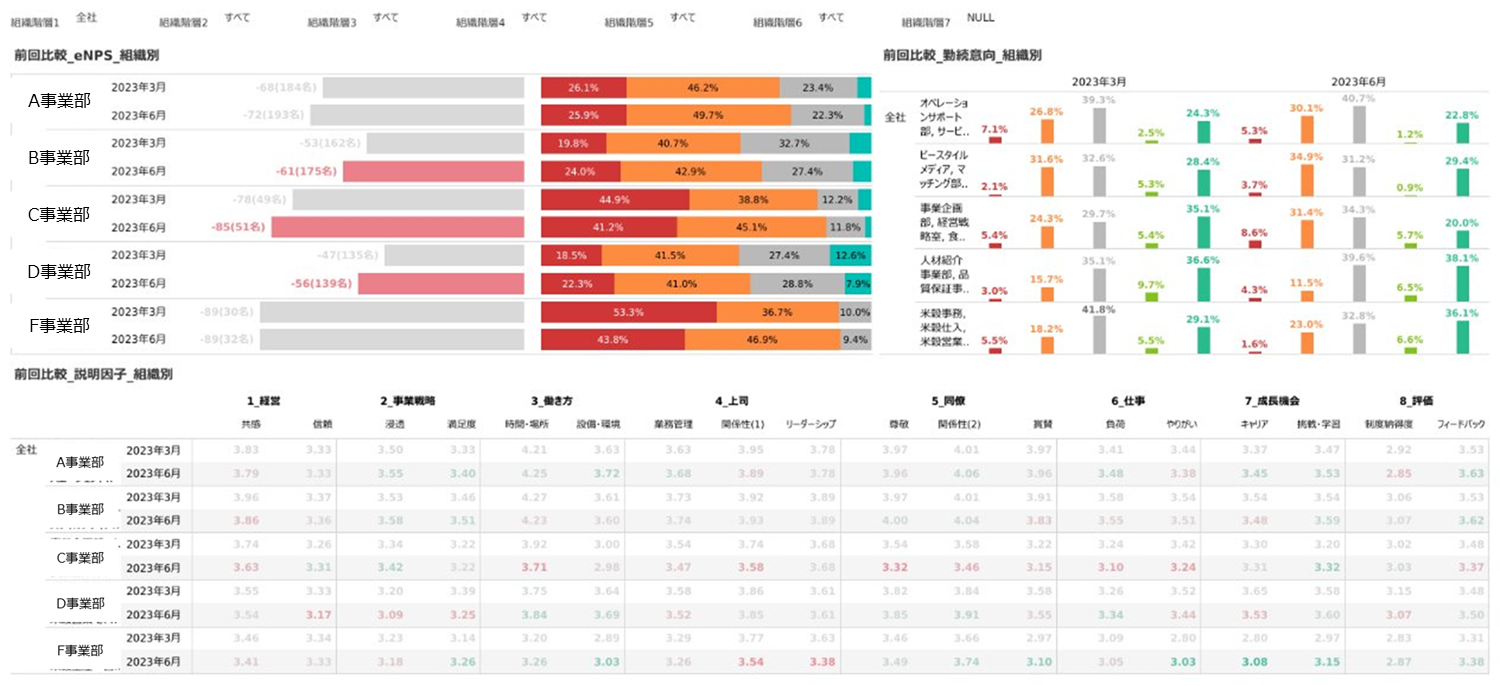 組織階層1 全社 組織階層2 すべて 組織階層3 すべて 組織階層4 すべて 組織階層5 すべて 組織階層6 すべて 組織階層7 NULL
前回比較_eNPS_組織別
A事業部
2023年3月 -68(184名) 26.1% 46.2% 23.4%
2023年6月 -72(193名) 25.9% 49.7% 22.3%
B事業部
2023年3月 -53(162名) 19.8% 40.7% 32.7%
2023年6月 -61(175名) 24.0% 42.9% 27.4%
C事業部
2023年3月 -78(49名) 44.9% 38.8% 12.2%
2023年6月 -85(51名) 41.2% 45.1% 11.8%
D事業部
2023年3月 -47(135名) 18.5% 41.5% 27.4% 12.6%
2023年6月 -56(139名) 22.3% 41.0% 28.8% 7.9%
F事業部
2023年3月 -89(30名) 53.3% 36.7% 10.0%
2023年6月 -89(32名) 43.8% 46.9% 9.4%
前回比較_勤続意向_組織別
2023年3月 2023年6月
全社
オペレーショ
ンサポート
部, サービ..
7.1% 26.8% 39.3% 2.5% 24.3% 5.3% 30.1% 40.7% 1.2% 22.8%
ビースタイル
メディア, マ
ッチング部..
2.1% 31.6% 32.6% 5.3% 28.4% 3.7% 34.9% 31.2% 0.9% 29.4%
事業企画
部, 経営戦
略室, 食..
5.4% 24.3% 29.7% 5.4% 35.1% 8.6% 31.4% 34.3% 5.7% 20.0%
人材紹介
事業部, 品
質保証事..
3.0% 15.7% 35.1% 9.7% 36.6% 4.3% 11.5% 39.6% 6.5% 38.1%
米穀事務,
米穀仕入,
米穀営業..
5.5% 18.2% 41.8% 5.5% 29.1% 1.6% 23.0% 32.8% 6.6% 36.1%
前回比較_説明因子_組織別
1_経営 2_事業戦略 3_働き方 4_上司 5_同僚 6_仕事 7_成長機会 8_評価
共感 信頼 浸透 満足度 時間・場所 設備・環境 業務管理 関係性(1) リーダーシップ 尊敬 関係性(2) 賞賛 負荷 やりがい キャリア 挑戦・学習 制度納得度 フィードバック
全社
A事業部
2023年3月 3.83 3.33 3.50 3.33 4.21 3.63 3.63 3.95 3.78 3.97 4.01 3.97 3.41 3.44 3.37 3.47 2.92 3.53
2023年6月 3.79 3.33 3.55 3.40 4.25 3.72 3.68 3.89 3.78 3.96 4.06 3.96 3.48 3.38 3.45 3.53 2.85 3.63
B事業部
2023年3月 3.96 3.37 3.53 3.46 4.27 3.61 3.73 3.92 3.89 3.97 4.01 3.91 3.58 3.54 3.54 3.54 3.06 3.53
2023年6月 3.86 3.36 3.58 3.51 4.23 3.60 3.74 3.93 3.89 4.00 4.04 3.83 3.55 3.51 3.48 3.59 3.07 3.62
C事業部
2023年3月 3.74 3.26 3.34 3.22 3.92 3.00 3.54 3.74 3.68 3.54 3.58 3.22 3.24 3.42 3.30 3.20 3.02 3.48
2023年6月 3.63 3.31 3.42 3.22 3.71 2.98 3.47 3.58 3.68 3.32 3.46 3.15 3.10 3.24 3.31 3.32 3.03 3.37
D事業部
2023年3月 3.55 3.33 3.20 3.39 3.75 3.64 3.58 3.86 3.61 3.82 3.84 3.58 3.26 3.52 3.65 3.58 3.15 3.48
2023年6月 3.54 3.17 3.09 3.25 3.84 3.69 3.52 3.85 3.61 3.85 3.91 3.55 3.34 3.44 3.53 3.60 3.07 3.50
F事業部
2023年3月 3.46 3.34 3.23 3.14 3.20 2.89 3.29 3.77 3.63 3.46 3.66 2.97 3.09 2.80 2.80 2.97 2.83 3.31
2023年6月 3.41 3.33 3.18 3.26 3.26 3.03 3.26 3.54 3.38 3.49 3.74 3.10 3.05 3.03 3.08 3.15 2.87 3.38